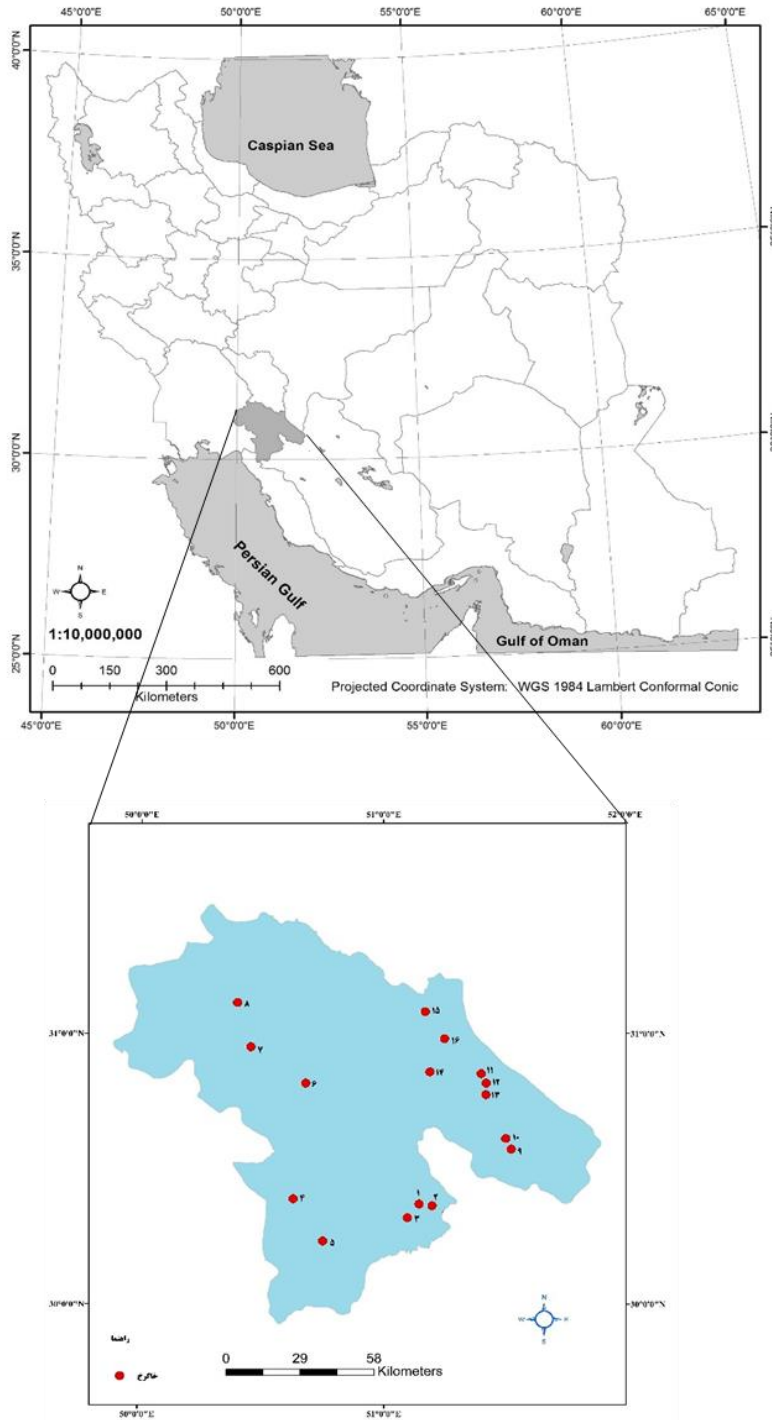 45°0'0"E 50°0'0"E 55°0'0"E 60°0'0"E 65°0'0"E
40°0'0"N
Caspian Sea
35°0'0"N
30°0'0"N
Persian Gulf
N
W E
S
1:10,000,000
Gulf of Oman
25°0'0"N
0 150 300 600
Kilometers
Projected Coordinate System: WGS 1984 Lambert Conformal Conic
45°0'0"E 50°0'0"E 55°0'0"E 60°0'0"E
50°0'0"E 51°0'0"E 52°0'0"E
۸
۱۵
31°0'0"N 31°0'0"N
۱۶
۷
۱۴
۱۱
۶
۱۲
۱۳
۱۰
۹
۴
۱
۲
۳
۵
30°0'0"N 30°0'0"N
N
W E
S
راهنما
0 29 58
Kilometers
خاکرخ
50°0'0"E 51°0'0"E